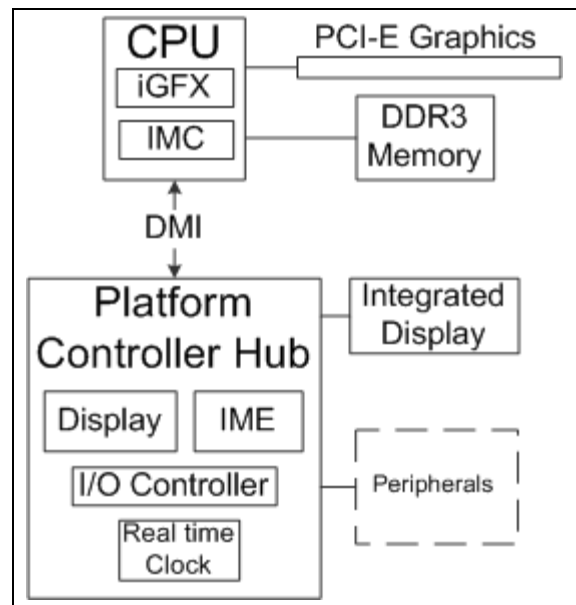 CPU
iGFX
IMC
PCI-E Graphics
DDR3
Memory
DMI
Platform
Controller Hub
Display
IME
I/O Controller
Real time
Clock
Integrated
Display
Peripherals